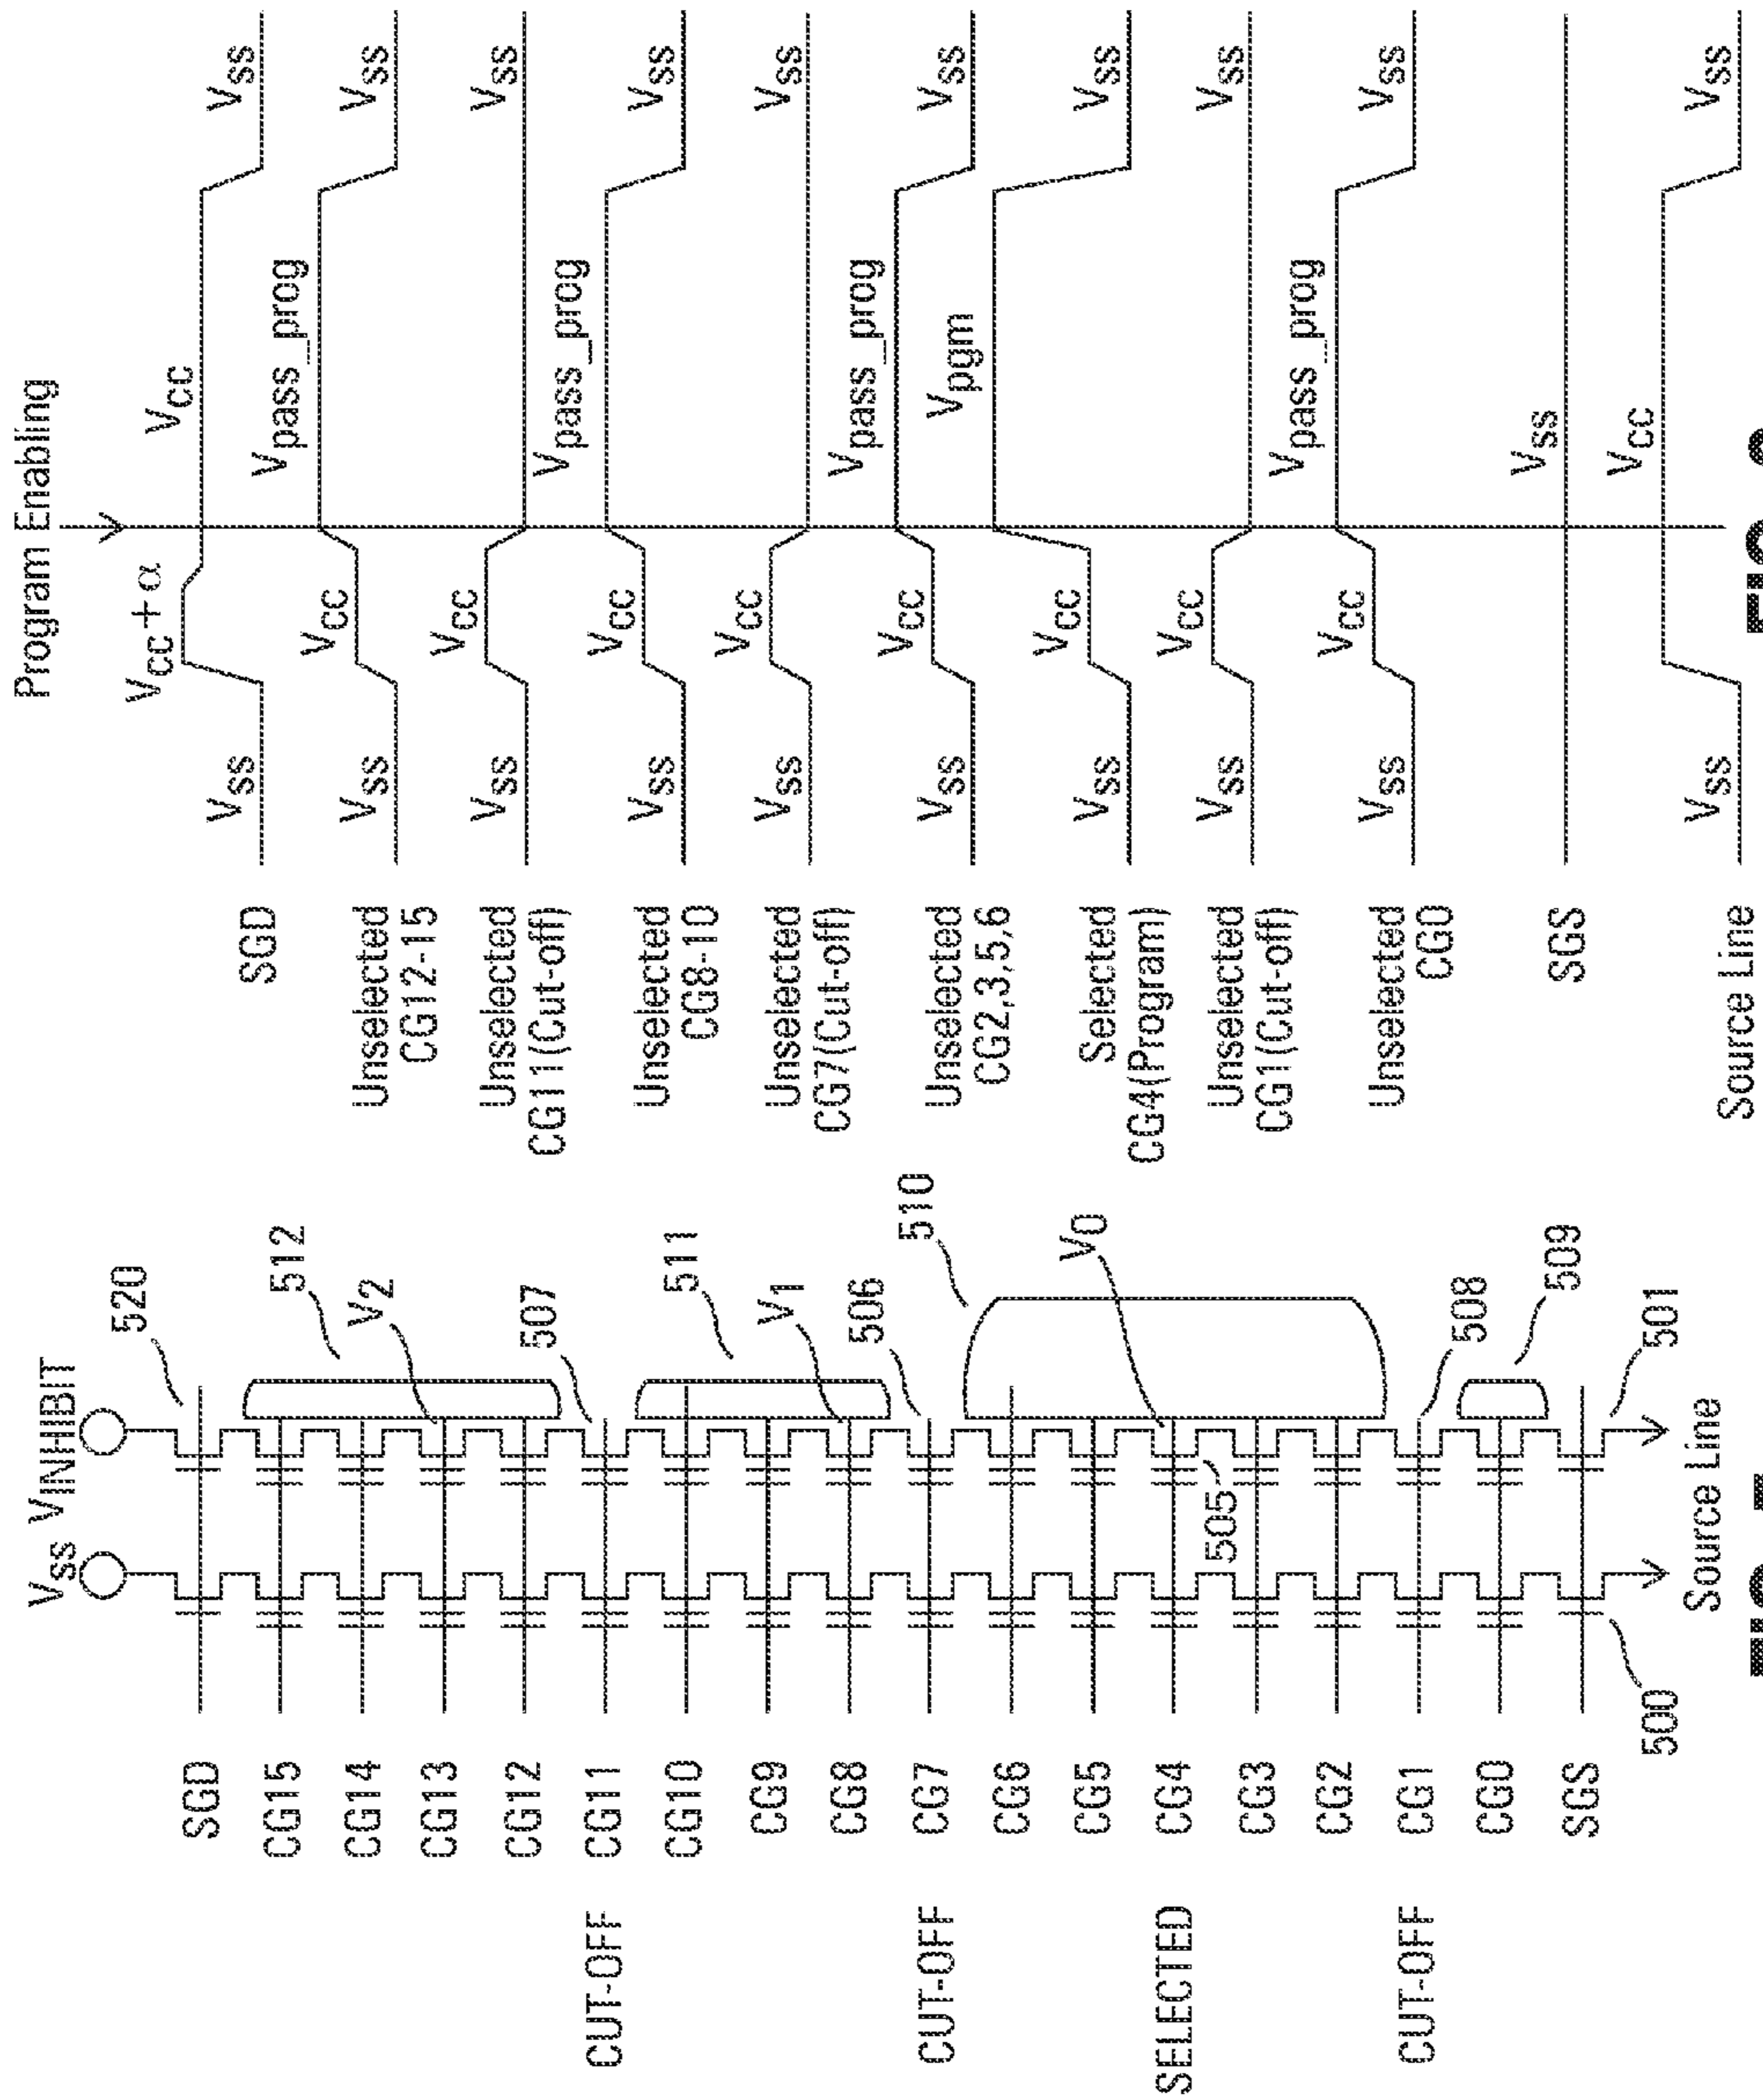 Vss VINHIBIT
520
SGD
CG15
512
CG14
V2
CG13
CG12
507
CUT-OFF CG11
CG10
511
CG9
V1
CG8
506
CUT-OFF CG7
510
CG6
CG5
V0
SELECTED CG4
505
CG3
CG2
CUT-OFF CG1
508
CG0
509
SGS
500
501
Source Line
Program Enabling
SGD
Vss Vcc+α Vcc Vss
Unselected
CG12-15
Vss Vcc Vpass_prog Vss
Unselected
CG11(Cut-off)
Vss Vcc Vss
Unselected
CG8-10
Vss Vcc Vpass_prog Vss
Unselected
CG7(Cut-off)
Vss Vcc Vss
Unselected
CG2,3,5,6
Vss Vcc Vpass_prog Vss
Selected
CG4(Program)
Vss Vcc Vpgm Vss
Unselected
CG1(Cut-off)
Vss Vcc Vss
Unselected
CG0
Vss Vcc Vpass_prog Vss
SGS
Vss
Source Line
Vss Vcc Vss